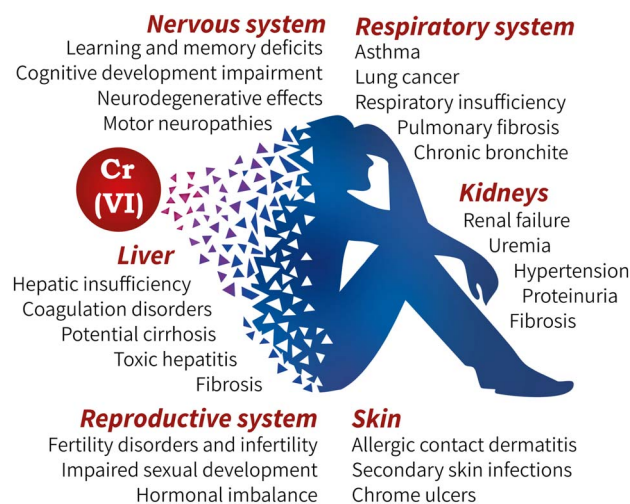 Nervous system
Learning and memory deficits
Cognitive development impairment
Neurodegenerative effects
Motor neuropathies
Respiratory system
Asthma
Lung cancer
Respiratory insufficiency
Pulmonary fibrosis
Chronic bronchite
Cr
(VI)
Kidneys
Renal failure
Uremia
Hypertension
Proteinuria
Fibrosis
Liver
Hepatic insufficiency
Coagulation disorders
Potential cirrhosis
Toxic hepatitis
Fibrosis
Reproductive system
Fertility disorders and infertility
Impaired sexual development
Hormonal imbalance
Skin
Allergic contact dermatitis
Secondary skin infections
Chrome ulcers